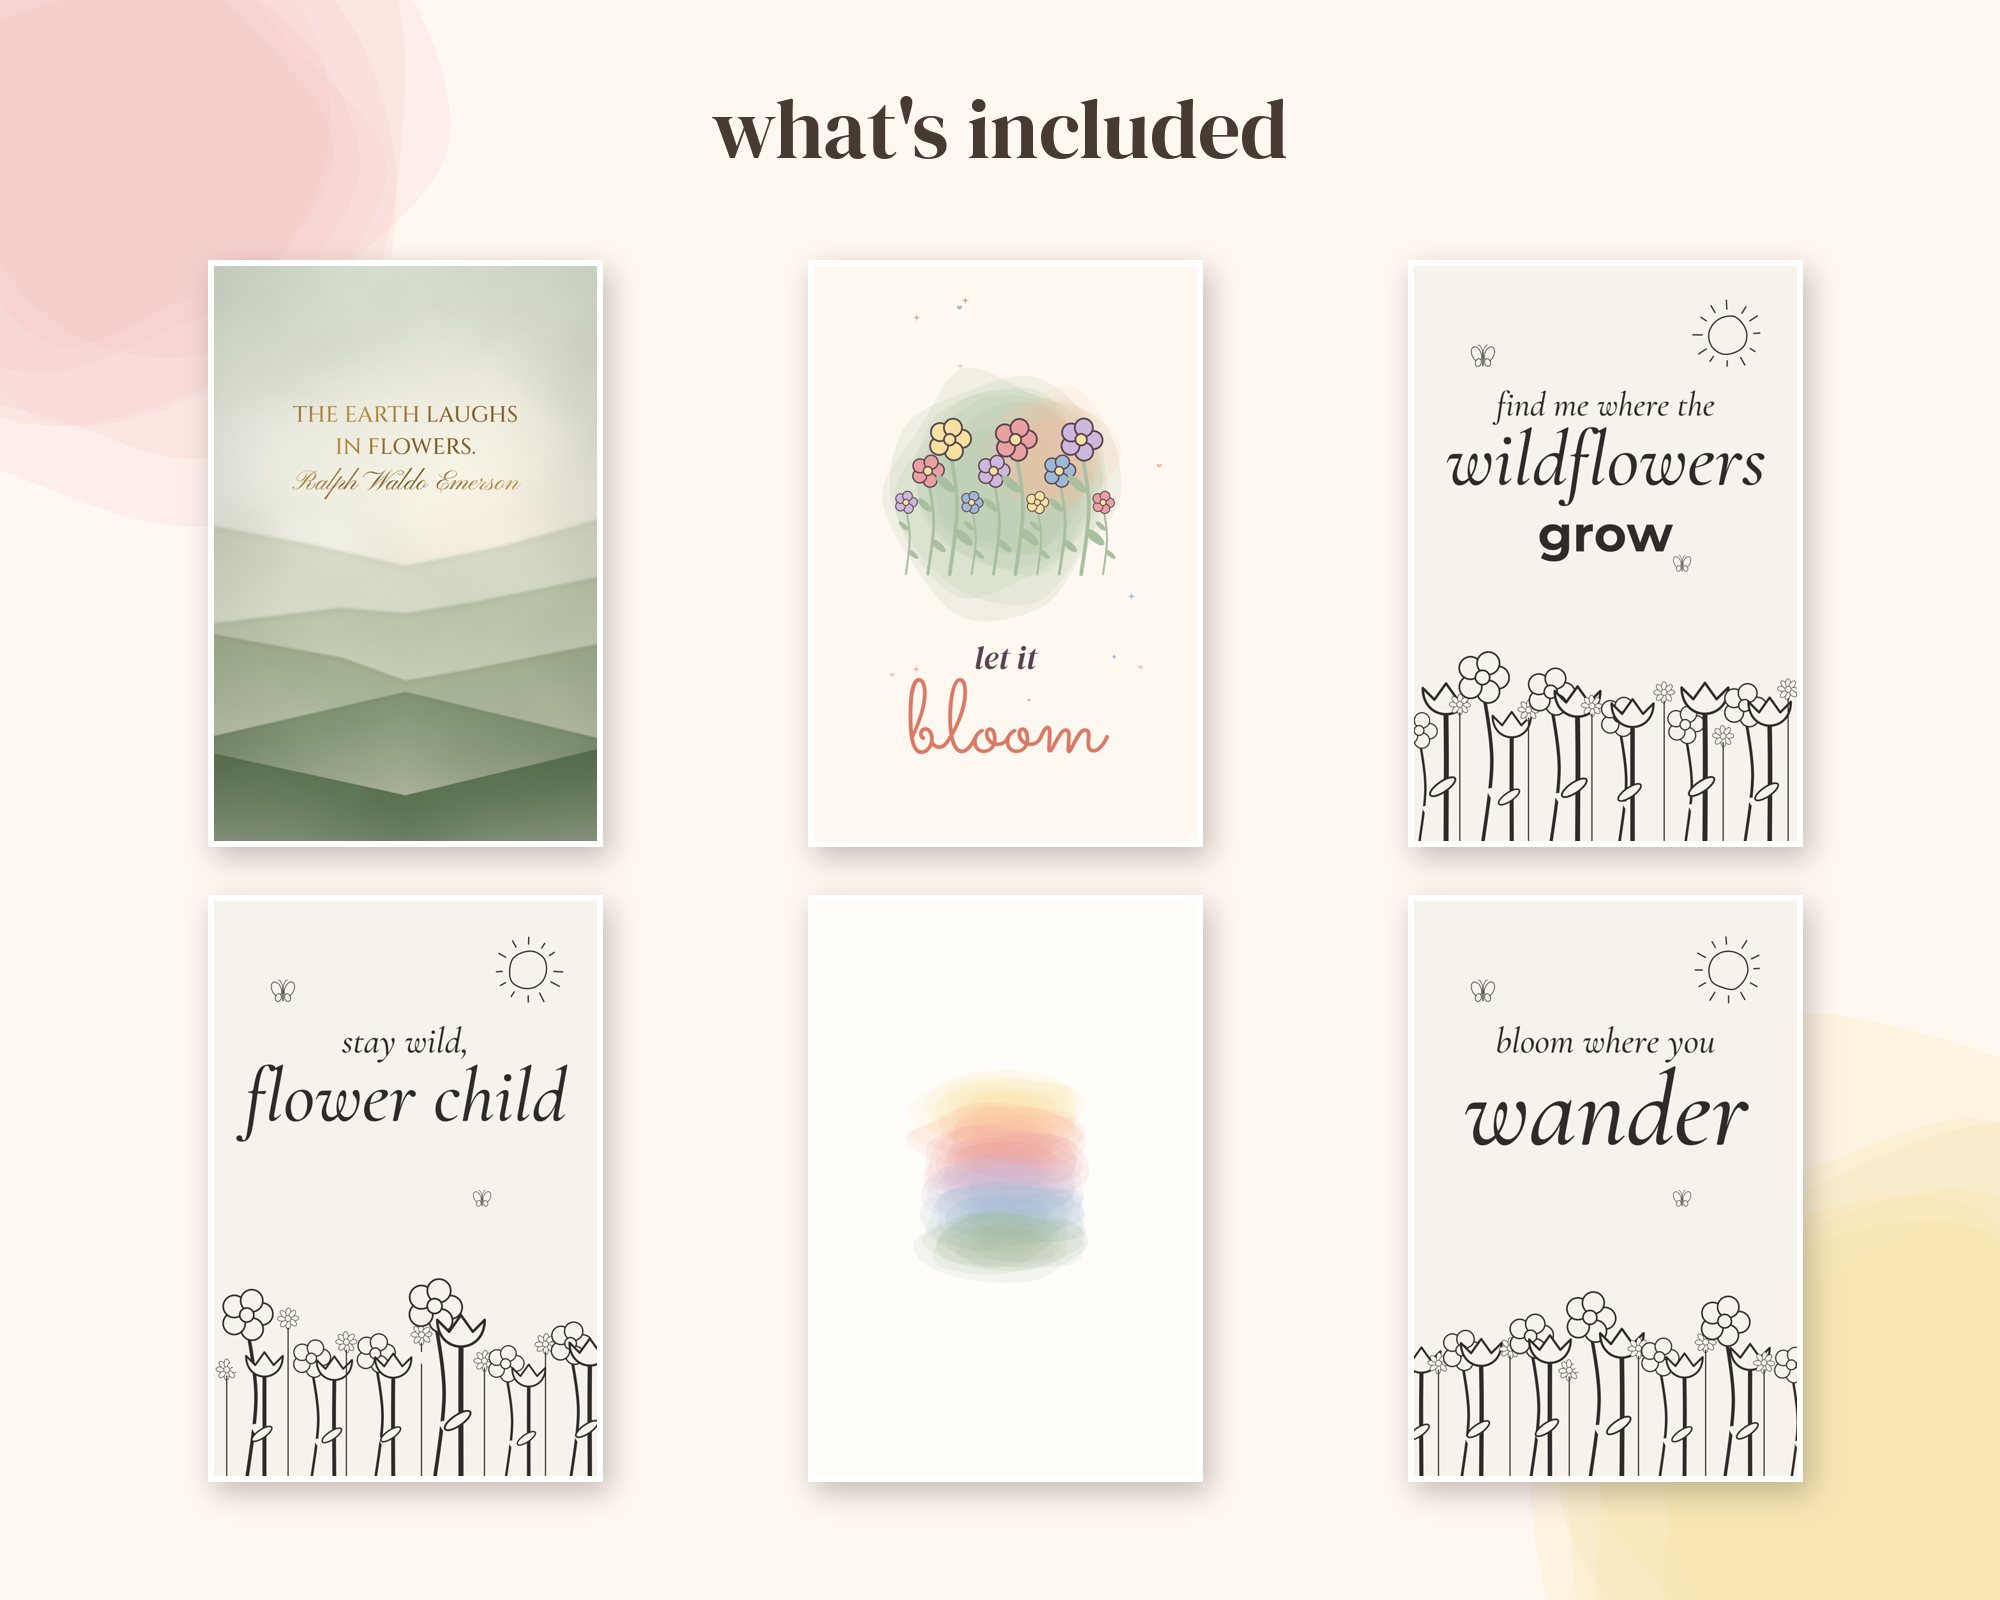 what's included
THE EARTH LAUGHS
IN FLOWERS.
Ralph Waldo Emerson
let it
bloom
find me where the
wildflowers
grow
stay wild,
flower child
bloom where you
wander